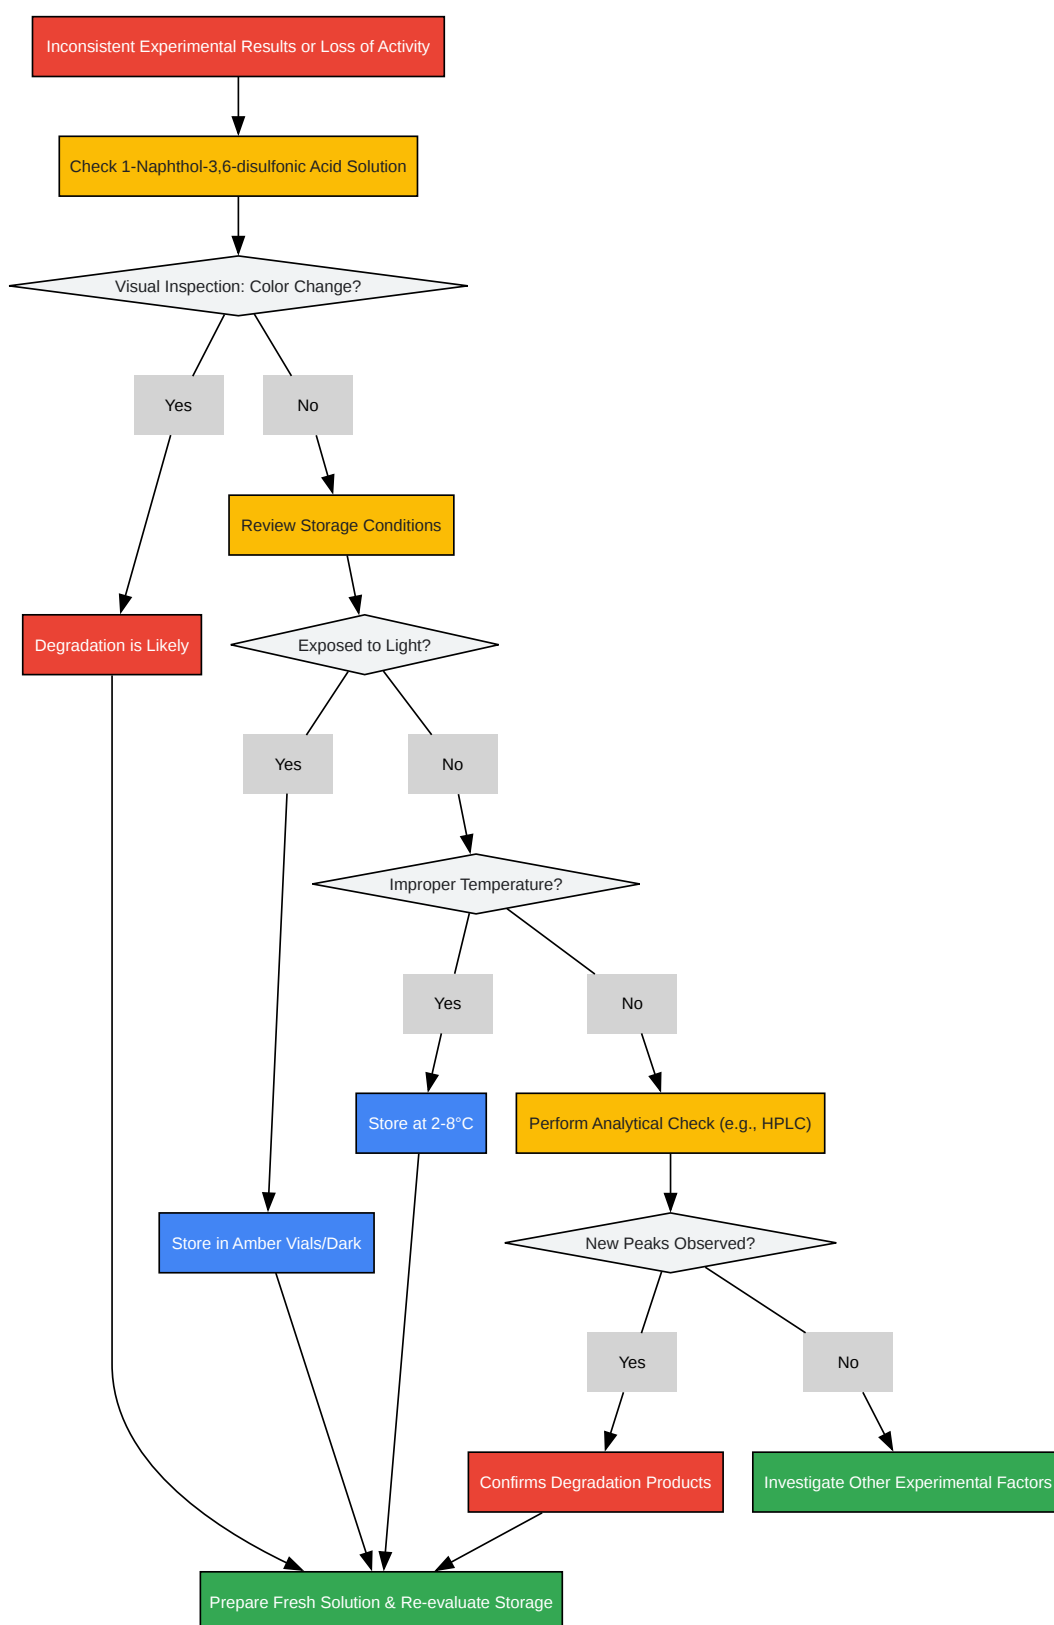 Inconsistent Experimental Results or Loss of Activity
Check 1-Naphthol-3,6-disulfonic Acid Solution
Visual Inspection: Color Change?
Yes
No
Review Storage Conditions
Degradation is Likely
Exposed to Light?
Yes
No
Improper Temperature?
Yes
No
Store at 2-8°C
Perform Analytical Check (e.g., HPLC)
Store in Amber Vials/Dark
New Peaks Observed?
Yes
No
Confirms Degradation Products
Investigate Other Experimental Factors
Prepare Fresh Solution & Re-evaluate Storage